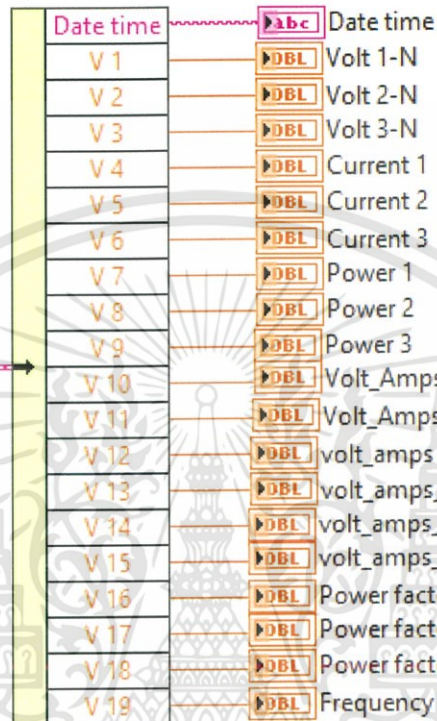 Date time abc Date time
V 1 DBL Volt 1-N
V 2 DBL Volt 2-N
V 3 DBL Volt 3-N
V 4 DBL Current 1
V 5 DBL Current 2
V 6 DBL Current 3
V 7 DBL Power 1
V 8 DBL Power 2
V 9 DBL Power 3
V 10 DBL Volt_Amps
V 11 DBL Volt_Amps
V 12 DBL volt_amps
V 13 DBL volt_amps_
V 14 DBL volt_amps_
V 15 DBL volt_amps_
V 16 DBL Power fact
V 17 DBL Power fact
V 18 DBL Power fact
V 19 DBL Frequency